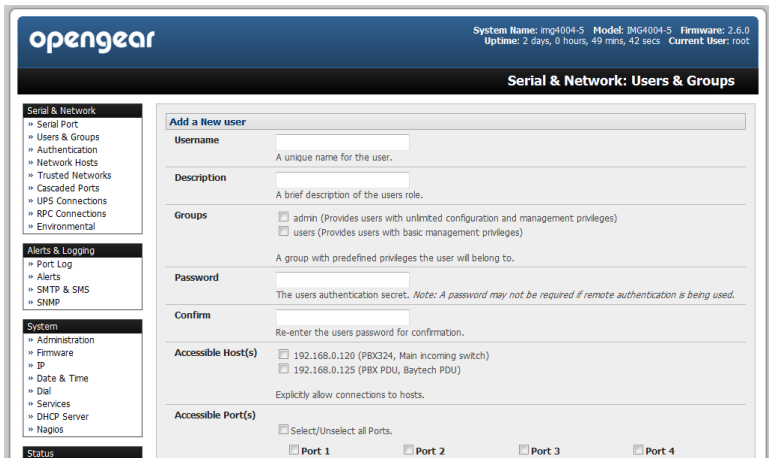 opengear
System Name: img4004-5 Model: IMG4004-5 Firmware: 2.6.0
Uptime: 2 days, 0 hours, 49 mins, 42 secs Current User: root
Serial & Network: Users & Groups
Serial & Network
» Serial Port
» Users & Groups
» Authentication
» Network Hosts
» Trusted Networks
» Cascaded Ports
» UPS Connections
» RPC Connections
» Environmental
Alerts & Logging
» Port Log
» Alerts
» SMTP & SMS
» SNMP
System
» Administration
» Firmware
» IP
» Date & Time
» Dial
» Services
» DHCP Server
» Nagios
Status
Add a New user
Username
A unique name for the user.
Description
A brief description of the users role.
Groups
admin (Provides users with unlimited configuration and management privileges)
users (Provides users with basic management privileges)
A group with predefined privileges the user will belong to.
Password
The users authentication secret. Note: A password may not be required if remote authentication is being used.
Confirm
Re-enter the users password for confirmation.
Accessible Host(s)
192.168.0.120 (PBX324, Main incoming switch)
192.168.0.125 (PBX PDU, Baytech PDU)
Explicitly allow connections to hosts.
Accessible Port(s)
Select/Unselect all Ports.
Port 1 Port 2 Port 3 Port 4